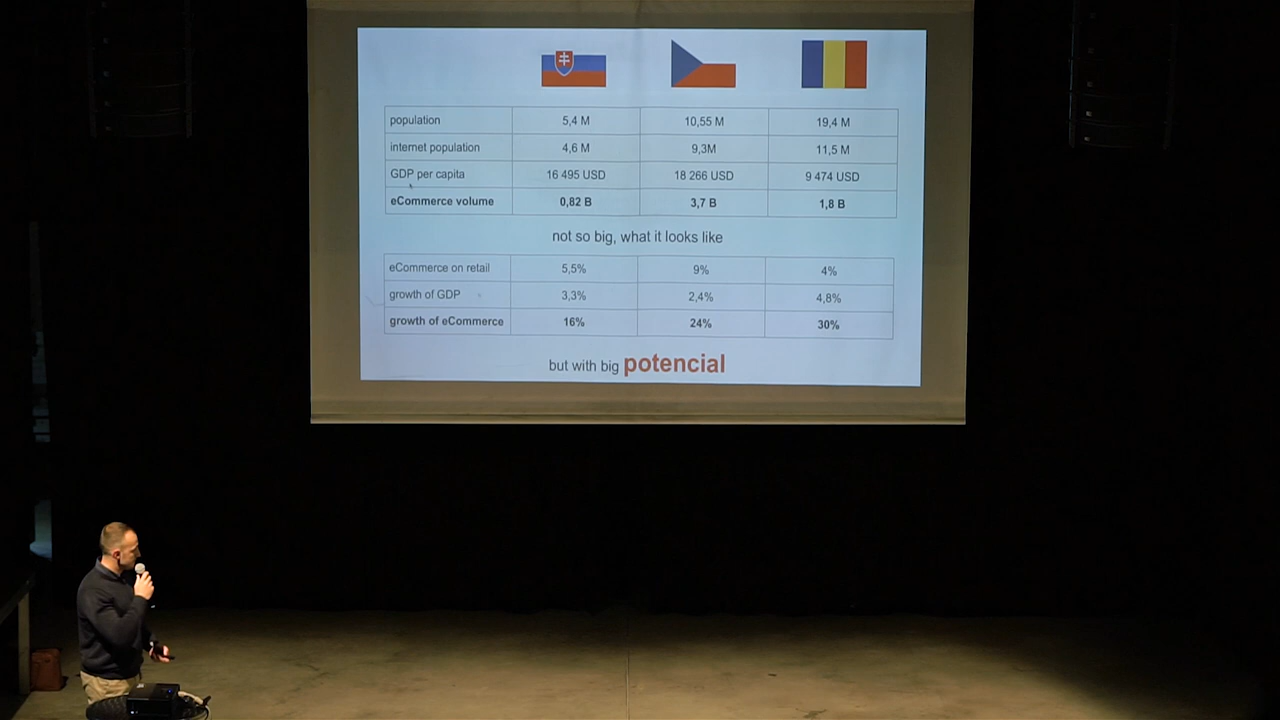 population 5,4 M 10,55 M 19,4 M
internet population 4,6 M 9,3M 11,5 M
GDP per capita 16 495 USD 18 266 USD 9 474 USD
eCommerce volume 0,82 B 3,7 B 1,8 B
not so big, what it looks like
eCommerce on retail 5,5% 9% 4%
growth of GDP 3,3% 2,4% 4,8%
growth of eCommerce 16% 24% 30%
but with big potencial